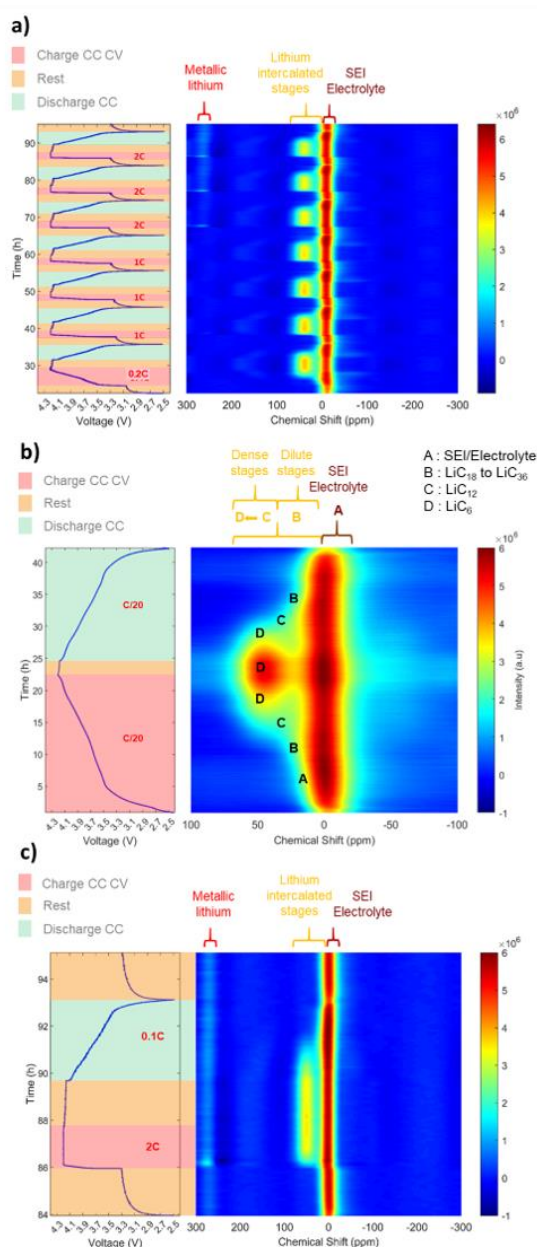 a)
Charge CC CV
Rest
Discharge CC
Metallic
lithium
Lithium
intercalated
stages
SEI
Electrolyte
×10⁶
90
80
70
60
50
40
30
Time (h)
2C
2C
2C
1C
1C
1C
0.2C
4.3 4.1 3.9 3.7 3.5 3.3 3.1 2.9 2.7 2.5
Voltage (V)
300 200 100 0 -100 -200 -300
Chemical Shift (ppm)
6
5
4
3
2
1
0
b)
Charge CC CV
Rest
Discharge CC
Dense
stages
Dilute
stages
SEI
Electrolyte
D⬅C B A
A : SEI/Electrolyte
B : LiC₁₈ to LiC₃₆
C : LiC₁₂
D : LiC₆
×10⁶
40
35
30
25
20
15
10
5
Time (h)
C/20
C/20
4.3 4.1 3.9 3.7 3.5 3.3 3.1 2.9 2.7 2.5
Voltage (V)
B
C
D
D
D
C
B
A
100 50 0 -50 -100
Chemical Shift (ppm)
6
5
4
3
2
1
0
-1
Intensity (a.u)
c)
Charge CC CV
Rest
Discharge CC
Metallic
lithium
Lithium
intercalated
stages
SEI
Electrolyte
×10⁶
94
92
90
88
86
84
Time (h)
0.1C
2C
4.3 4.1 3.9 3.7 3.5 3.3 3.1 2.9 2.7 2.5
Voltage (V)
300 200 100 0 -100 -200 -300
Chemical Shift (ppm)
6
5
4
3
2
1
0
-1